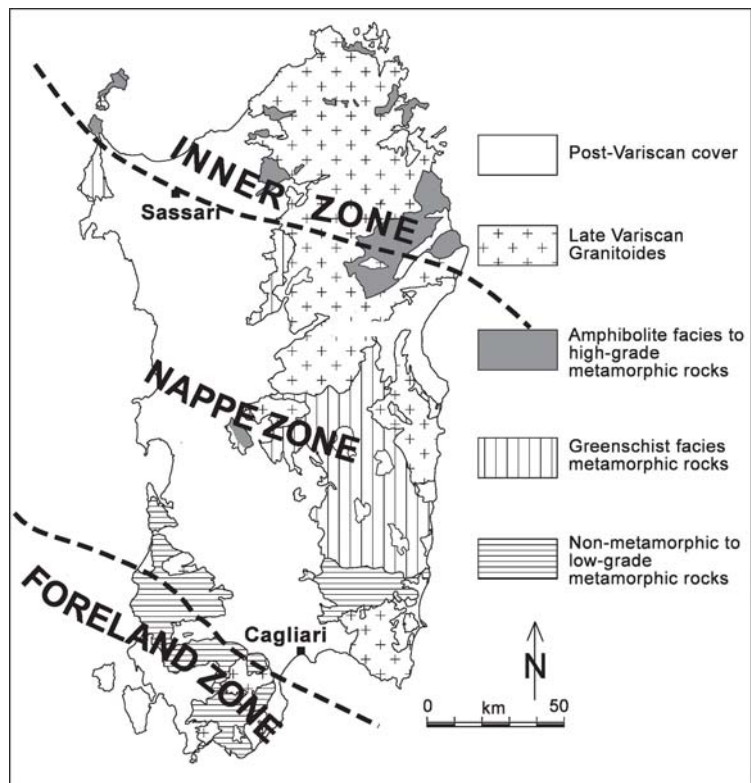 INNER ZONE
Sassari
NAPPE ZONE
FORELAND ZONE
Cagliari
Post-Variscan cover
Late Variscan
Granitoides
Amphibolite facies to
high-grade
metamorphic rocks
Greenschist facies
metamorphic rocks
Non-metamorphic to
low-grade
metamorphic rocks
N
0 km 50